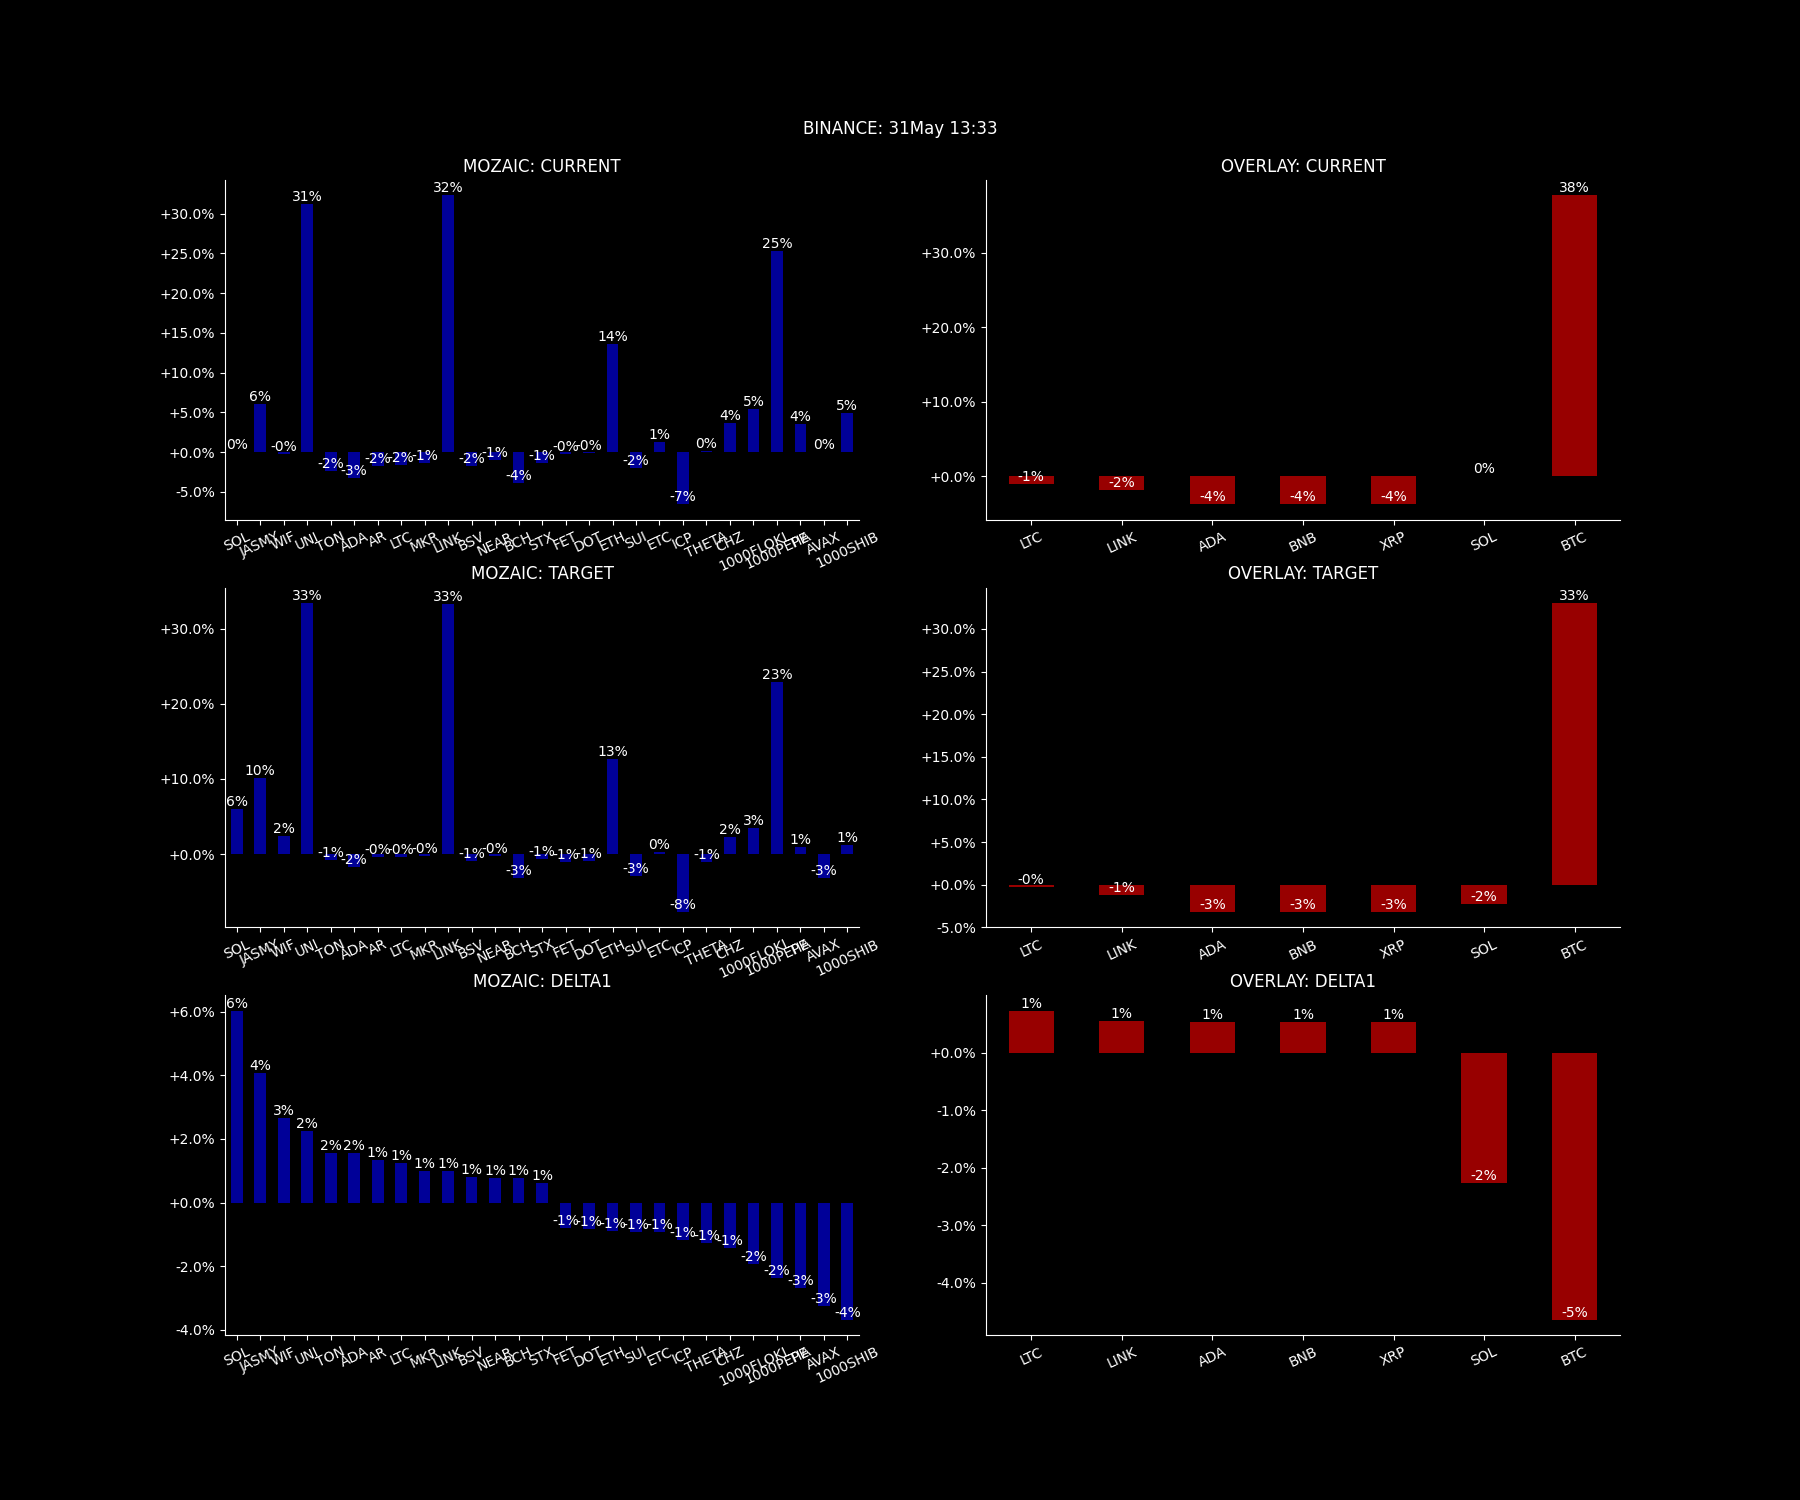 BINANCE: 31May 13:33
MOZAIC: CURRENT
+30.0%
+25.0%
+20.0%
+15.0%
+10.0%
+5.0%
+0.0%
-5.0%
0% 6% -0% 31% -2% -3% -2% -2% -1% 32% -2% -1% -4% -1% -0% -0% 14% -2% 1% -7% 0% 4% 5% 25% 4% 0% 5%
SOL JASMY WIF UNI TON ADA AR LTC MKR LINK BSV NEAR BCH STX FET DOT ETH SUI ETC ICP THETA CHZ 1000FLOKI 1000PEPE AVAX 1000SHIB
OVERLAY: CURRENT
+30.0%
+20.0%
+10.0%
+0.0%
-1% -2% -4% -4% -4% 0% 38%
LTC LINK ADA BNB XRP SOL BTC
MOZAIC: TARGET
+30.0%
+20.0%
+10.0%
+0.0%
6% 10% 2% 33% -1% -2% -0% -0% -0% 33% -1% -0% -3% -1% -1% -1% 13% -3% 0% -8% -1% 2% 3% 23% 1% -3% 1%
SOL JASMY WIF UNI TON ADA AR LTC MKR LINK BSV NEAR BCH STX FET DOT ETH SUI ETC ICP THETA CHZ 1000FLOKI 1000PEPE AVAX 1000SHIB
OVERLAY: TARGET
+30.0%
+25.0%
+20.0%
+15.0%
+10.0%
+5.0%
+0.0%
-5.0%
-0% -1% -3% -3% -3% -2% 33%
LTC LINK ADA BNB XRP SOL BTC
MOZAIC: DELTA1
+6.0%
+4.0%
+2.0%
+0.0%
-2.0%
-4.0%
6% 4% 3% 2% 2% 2% 1% 1% 1% 1% 1% 1% 1% 1% -1% -1% -1% -1% -1% -1% -1% -1% -2% -2% -3% -3% -4%
SOL JASMY WIF UNI TON ADA AR LTC MKR LINK BSV NEAR BCH STX FET DOT ETH SUI ETC ICP THETA CHZ 1000FLOKI 1000PEPE AVAX 1000SHIB
OVERLAY: DELTA1
+0.0%
-1.0%
-2.0%
-3.0%
-4.0%
1% 1% 1% 1% 1% -2% -5%
LTC LINK ADA BNB XRP SOL BTC